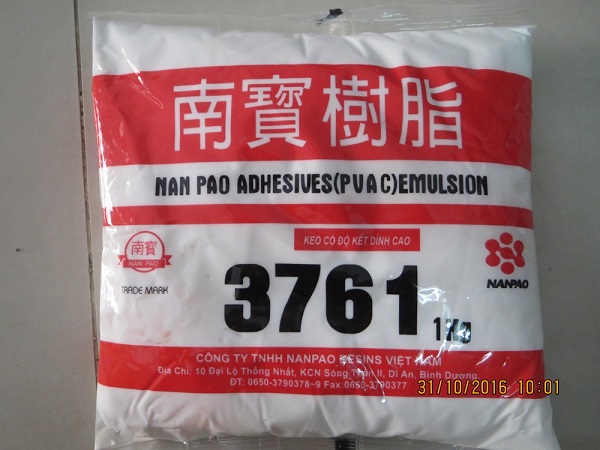 南寶樹脂
NAN PAO ADHESIVES(PVAC)EMULSION
KEO CÓ ĐỘ KẾT DÍNH CAO
南寶
NAN PAO
TRADE MARK
3761
1Kg
NANPAO
CÔNG TY TNHH NANPAO RESINS VIỆT NAM
Địa Chỉ: 10 Đại Lộ Thống Nhất, KCN Sóng Thần II, Dĩ An, Bình Dương.
ĐT: 0650-3790378~9 Fax:0650-3790377
31/10/2016 10:01